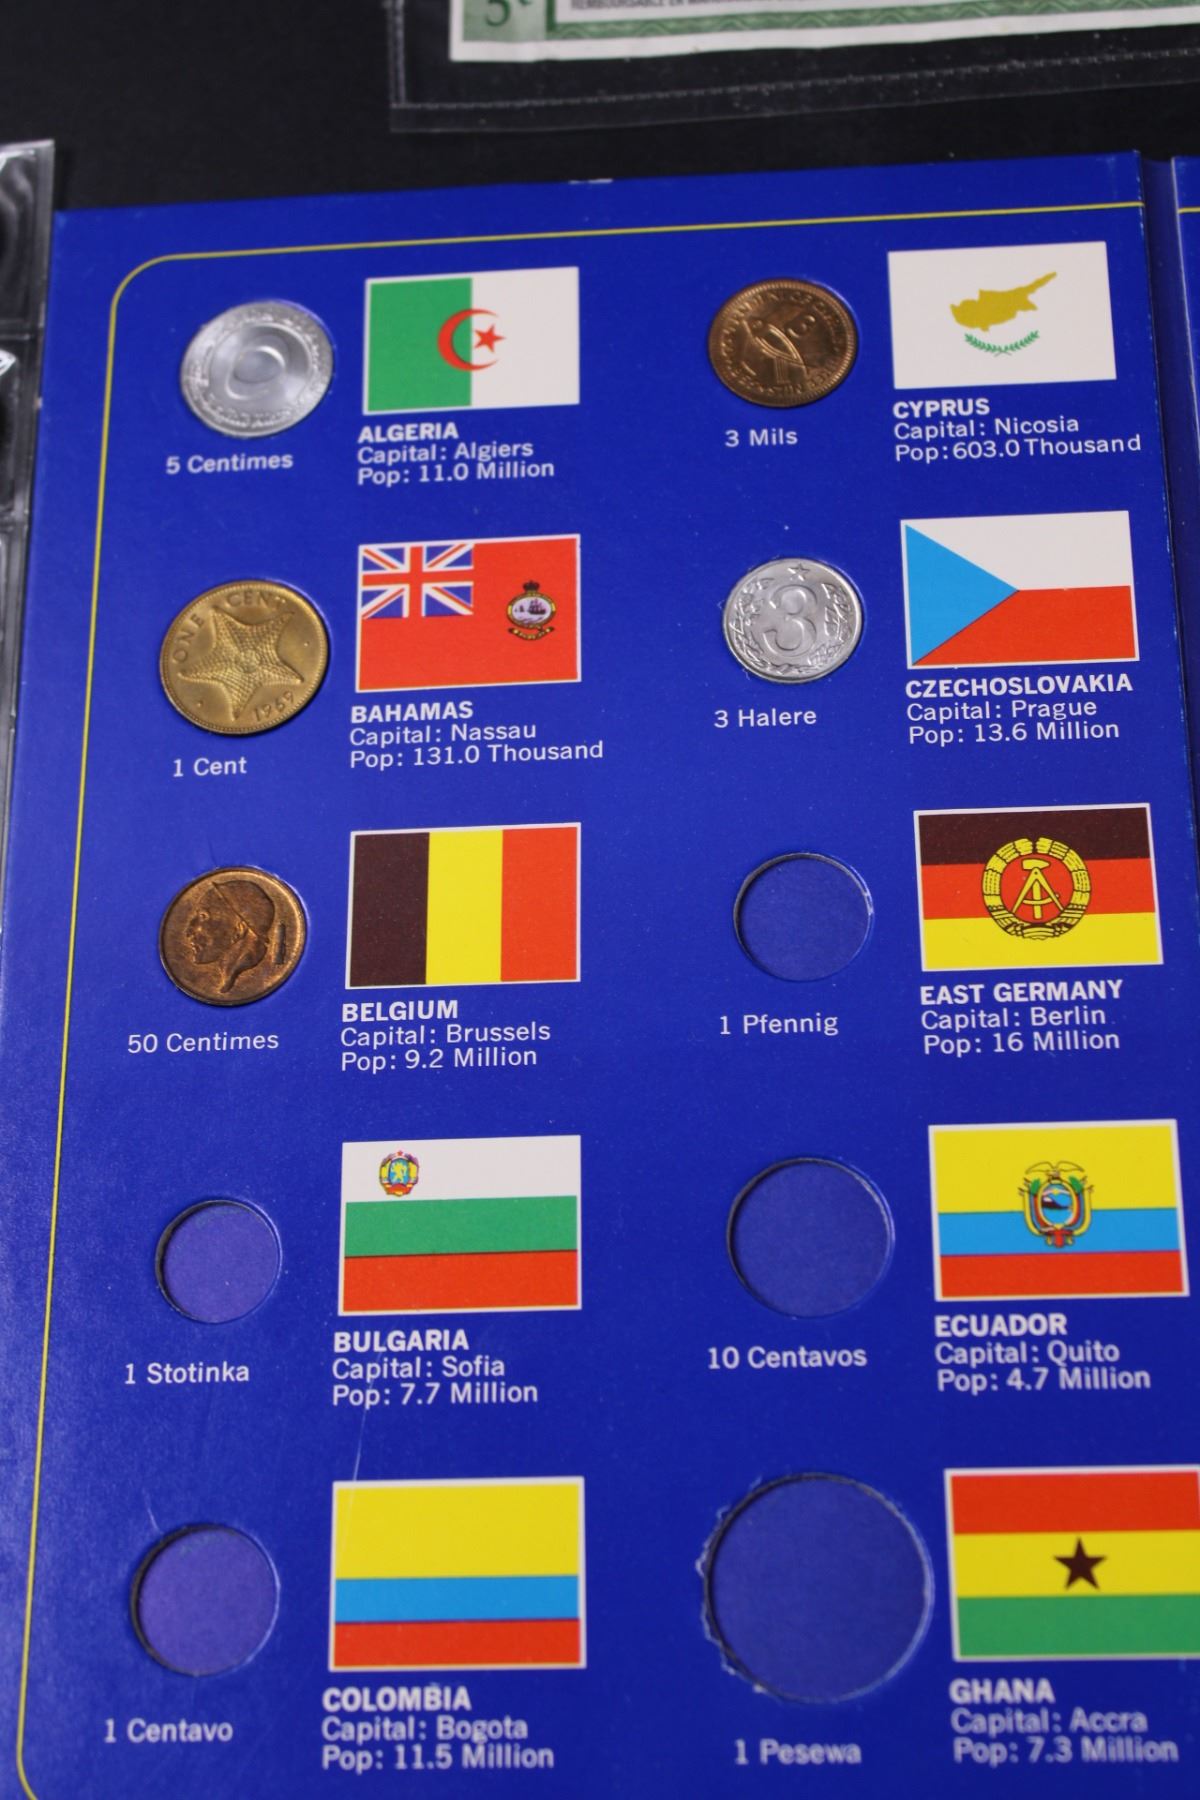 5¢
REMBOURSABLE EN
5 Centimes
ALGERIA
Capital: Algiers
Pop: 11.0 Million
3
3 Mils
CYPRUS
Capital: Nicosia
Pop: 603.0 Thousand
ONE CENT
1969
1 Cent
BAHAMAS
Capital: Nassau
Pop: 131.0 Thousand
3
3 Halere
CZECHOSLOVAKIA
Capital: Prague
Pop: 13.6 Million
50 Centimes
BELGIUM
Capital: Brussels
Pop: 9.2 Million
1 Pfennig
EAST GERMANY
Capital: Berlin
Pop: 16 Million
1 Stotinka
BULGARIA
Capital: Sofia
Pop: 7.7 Million
10 Centavos
ECUADOR
Capital: Quito
Pop: 4.7 Million
1 Centavo
COLOMBIA
Capital: Bogota
Pop: 11.5 Million
1 Pesewa
GHANA
Capital: Accra
Pop: 7.3 Million